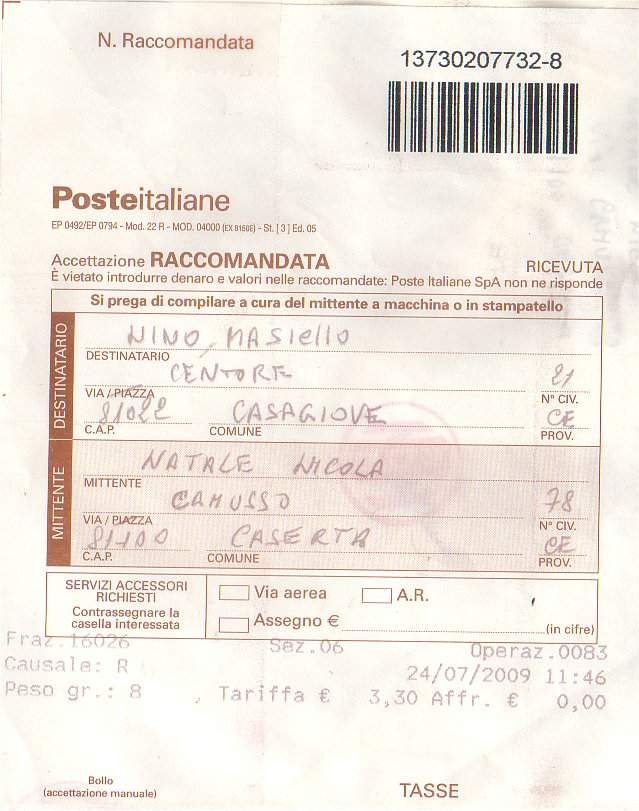 N. Raccomandata
13730207732-8
Posteitaliane
EP 0492/EP 0794 - Mod. 22 R - MOD. 04000 (EX 8160E) - St. [3] Ed. 05
Accettazione RACCOMANDATA
RICEVUTA
È vietato introdurre denaro e valori nelle raccomandate: Poste Italiane SpA non ne risponde
Si prega di compilare a cura del mittente a macchina o in stampatello
DESTINATARIO
NINO, MASIELLO
DESTINATARIO
CENTORE 21
VIA / PIAZZA N° CIV.
81022 CASAGIOVE CE
C.A.P. COMUNE PROV.
MITTENTE
NATALE NICOLA
MITTENTE
CAMUSSO 78
VIA / PIAZZA N° CIV.
81100 CASERTA CE
C.A.P. COMUNE PROV.
SERVIZI ACCESSORI
RICHIESTI
Contrassegnare la
casella interessata
Via aerea A.R.
Assegno € (in cifre)
Fraz.16026 Sez.06 Operaz.0083
Causale: R 24/07/2009 11:46
Peso gr.: 8 , Tariffa € 3,30 Affr. € 0,00
Bollo
(accettazione manuale)
TASSE